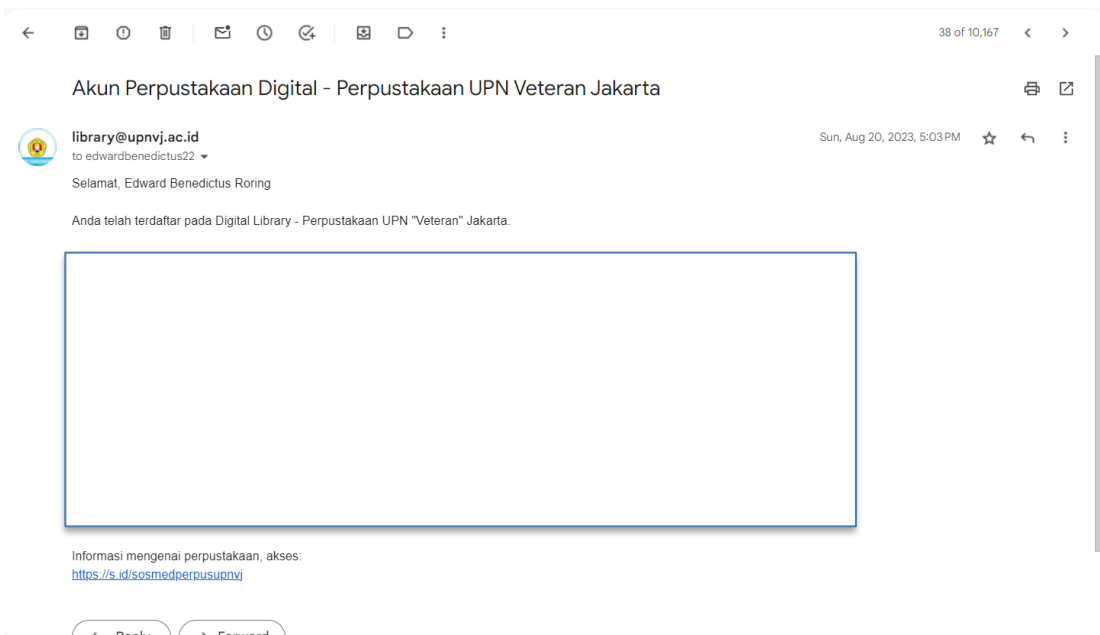 38 of 10,167
Akun Perpustakaan Digital - Perpustakaan UPN Veteran Jakarta
library@upnvj.ac.id
Sun, Aug 20, 2023, 5:03 PM
to edwardbenedictus22
Selamat, Edward Benedictus Roring
Anda telah terdaftar pada Digital Library - Perpustakaan UPN "Veteran" Jakarta.
Informasi mengenai perpustakaan, akses:
https://s.id/sosmedperpusupnvj
Reply
Forward